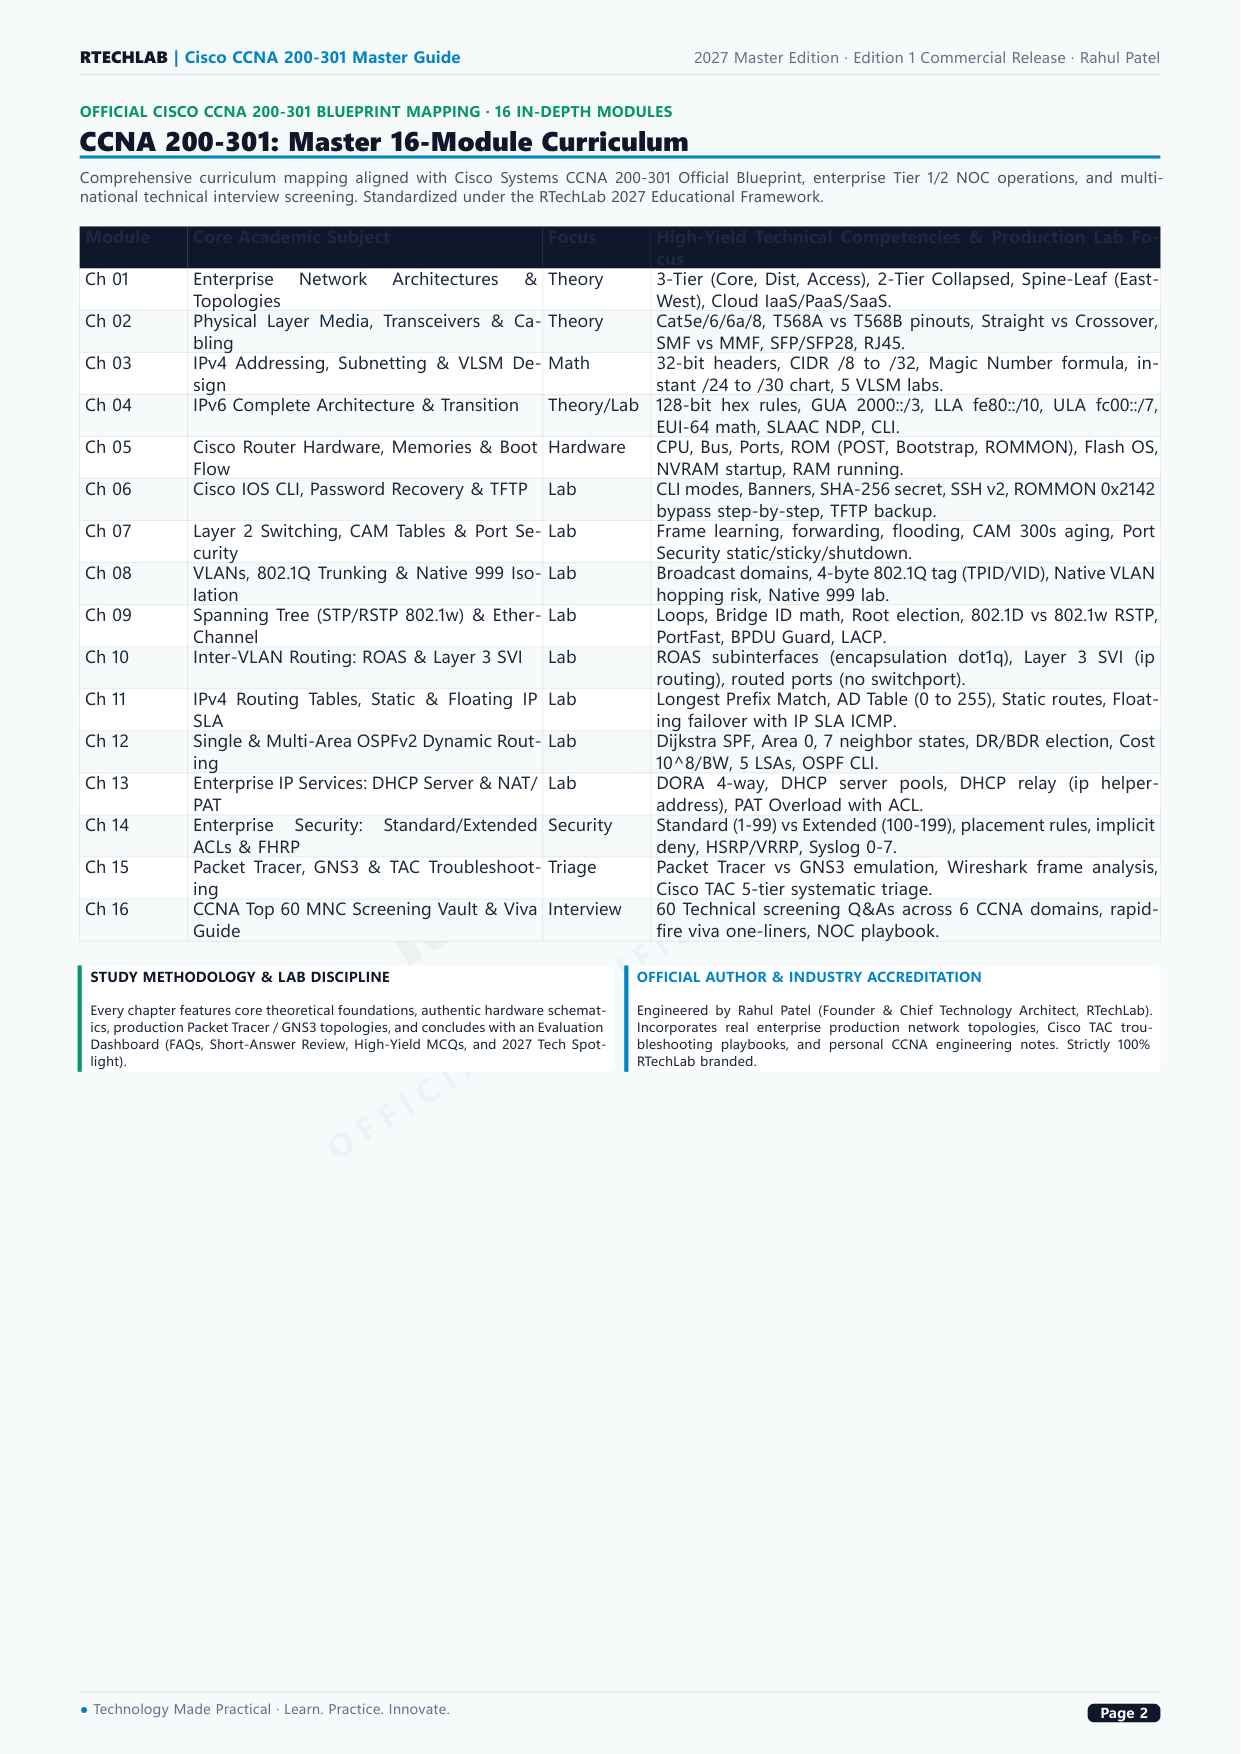 RTECHLAB | Cisco CCNA 200-301 Master Guide
2027 Master Edition · Edition 1 Commercial Release · Rahul Patel
OFFICIAL CISCO CCNA 200-301 BLUEPRINT MAPPING · 16 IN-DEPTH MODULES
CCNA 200-301: Master 16-Module Curriculum
Comprehensive curriculum mapping aligned with Cisco Systems CCNA 200-301 Official Blueprint, enterprise Tier 1/2 NOC operations, and multi-
national technical interview screening. Standardized under the RTechLab 2027 Educational Framework.
Module Core Academic Subject Focus High-Yield Technical Competencies & Production Lab Fo-
cus
Ch 01 Enterprise Network Architectures & Theory 3-Tier (Core, Dist, Access), 2-Tier Collapsed, Spine-Leaf (East-
Topologies West), Cloud IaaS/PaaS/SaaS.
Ch 02 Physical Layer Media, Transceivers & Ca- Theory Cat5e/6/6a/8, T568A vs T568B pinouts, Straight vs Crossover,
bling SMF vs MMF, SFP/SFP28, RJ45.
Ch 03 IPv4 Addressing, Subnetting & VLSM De- Math 32-bit headers, CIDR /8 to /32, Magic Number formula, in-
sign stant /24 to /30 chart, 5 VLSM labs.
Ch 04 IPv6 Complete Architecture & Transition Theory/Lab 128-bit hex rules, GUA 2000::/3, LLA fe80::/10, ULA fc00::/7,
EUI-64 math, SLAAC NDP, CLI.
Ch 05 Cisco Router Hardware, Memories & Boot Hardware CPU, Bus, Ports, ROM (POST, Bootstrap, ROMMON), Flash OS,
Flow NVRAM startup, RAM running.
Ch 06 Cisco IOS CLI, Password Recovery & TFTP Lab CLI modes, Banners, SHA-256 secret, SSH v2, ROMMON 0x2142
bypass step-by-step, TFTP backup.
Ch 07 Layer 2 Switching, CAM Tables & Port Se- Lab Frame learning, forwarding, flooding, CAM 300s aging, Port
curity Security static/sticky/shutdown.
Ch 08 VLANs, 802.1Q Trunking & Native 999 Iso- Lab Broadcast domains, 4-byte 802.1Q tag (TPID/VID), Native VLAN
lation hopping risk, Native 999 lab.
Ch 09 Spanning Tree (STP/RSTP 802.1w) & Ether- Lab Loops, Bridge ID math, Root election, 802.1D vs 802.1w RSTP,
Channel PortFast, BPDU Guard, LACP.
Ch 10 Inter-VLAN Routing: ROAS & Layer 3 SVI Lab ROAS subinterfaces (encapsulation dot1q), Layer 3 SVI (ip
routing), routed ports (no switchport).
Ch 11 IPv4 Routing Tables, Static & Floating IP Lab Longest Prefix Match, AD Table (0 to 255), Static routes, Float-
SLA ing failover with IP SLA ICMP.
Ch 12 Single & Multi-Area OSPFv2 Dynamic Rout- Lab Dijkstra SPF, Area 0, 7 neighbor states, DR/BDR election, Cost
ing 10^8/BW, 5 LSAs, OSPF CLI.
Ch 13 Enterprise IP Services: DHCP Server & NAT/ Lab DORA 4-way, DHCP server pools, DHCP relay (ip helper-
PAT address), PAT Overload with ACL.
Ch 14 Enterprise Security: Standard/Extended Security Standard (1-99) vs Extended (100-199), placement rules, implicit
ACLs & FHRP deny, HSRP/VRRP, Syslog 0-7.
Ch 15 Packet Tracer, GNS3 & TAC Troubleshoot- Triage Packet Tracer vs GNS3 emulation, Wireshark frame analysis,
ing Cisco TAC 5-tier systematic triage.
Ch 16 CCNA Top 60 MNC Screening Vault & Viva Interview 60 Technical screening Q&As across 6 CCNA domains, rapid-
Guide fire viva one-liners, NOC playbook.
STUDY METHODOLOGY & LAB DISCIPLINE
Every chapter features core theoretical foundations, authentic hardware schemat-
ics, production Packet Tracer / GNS3 topologies, and concludes with an Evaluation
Dashboard (FAQs, Short-Answer Review, High-Yield MCQs, and 2027 Tech Spot-
light).
OFFICIAL AUTHOR & INDUSTRY ACCREDITATION
Engineered by Rahul Patel (Founder & Chief Technology Architect, RTechLab).
Incorporates real enterprise production network topologies, Cisco TAC trou-
bleshooting playbooks, and personal CCNA engineering notes. Strictly 100%
RTechLab branded.
• Technology Made Practical · Learn. Practice. Innovate.
Page 2